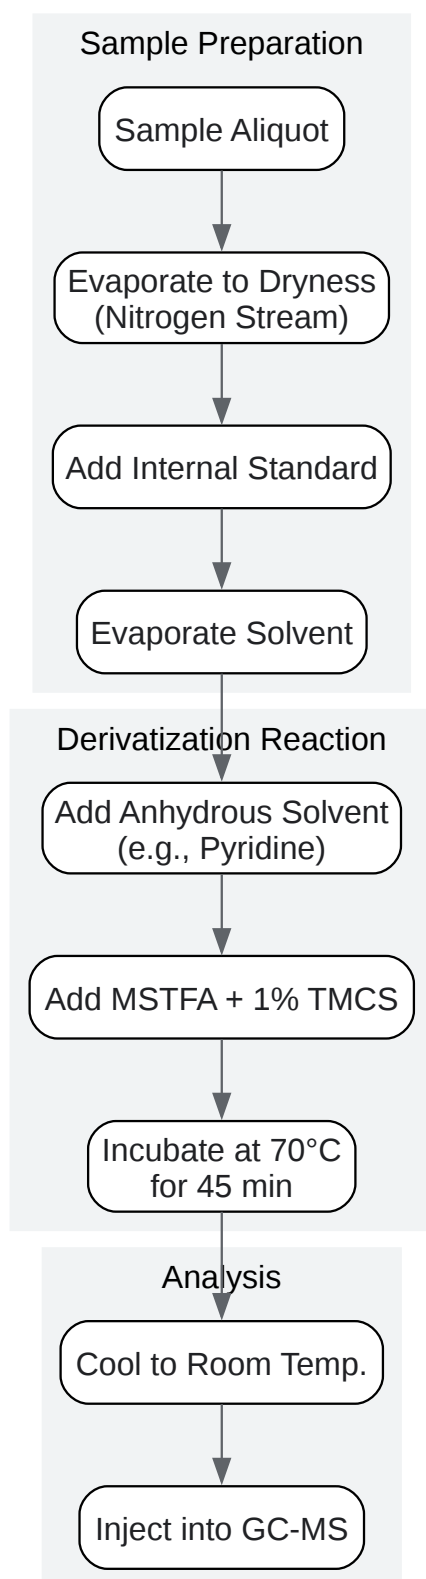 Sample Preparation
Sample Aliquot
Evaporate to Dryness
(Nitrogen Stream)
Add Internal Standard
Evaporate Solvent
Derivatization Reaction
Add Anhydrous Solvent
(e.g., Pyridine)
Add MSTFA + 1% TMCS
Incubate at 70°C
for 45 min
Analysis
Cool to Room Temp.
Inject into GC-MS